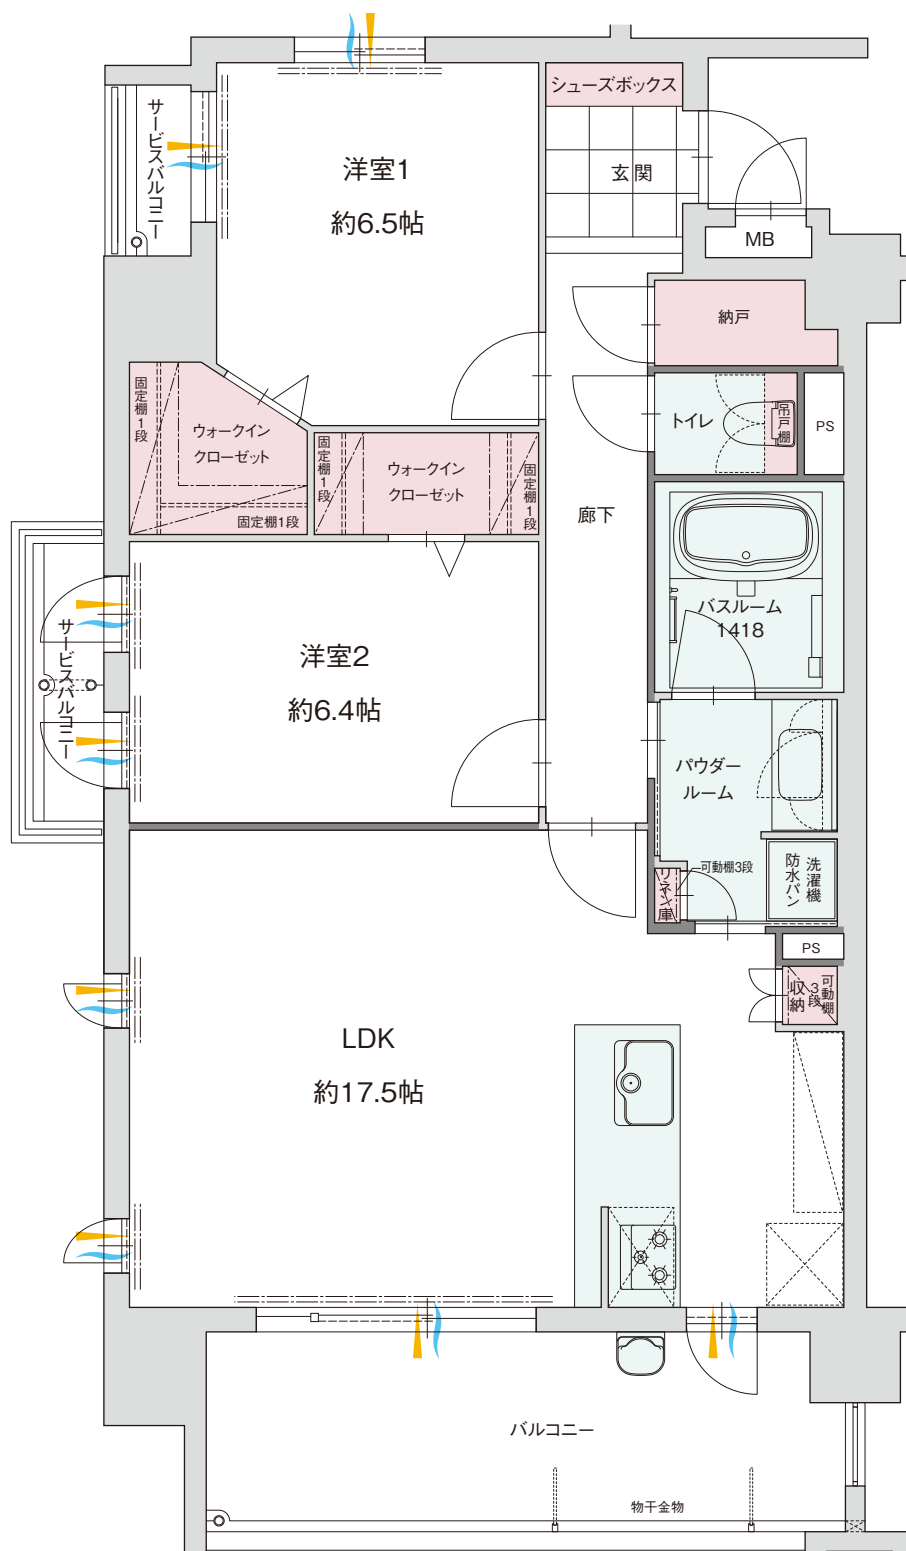 シューズボックス
サービスバルコニー
洋室1
約6.5帖
玄関
MB
納戸
固定棚1段
ウォークイン
クローゼット
固定棚1段
固定棚1段
ウォークイン
クローゼット
固定棚1段
トイレ
吊戸棚
PS
廊下
バスルーム
1418
サービスバルコニー
洋室2
約6.4帖
パウダー
ルーム
可動棚3段
リネン庫
洗濯機
防水パン
PS
可動棚
3段
収納
LDK
約17.5帖
バルコニー
物干金物